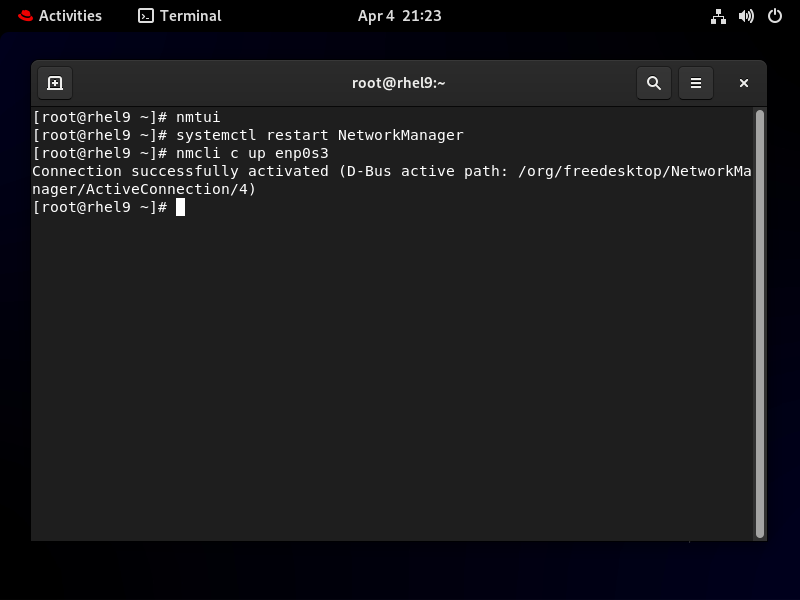 Activities Terminal Apr 4 21:23
root@rhel9:~
[root@rhel9 ~]# nmtui
[root@rhel9 ~]# systemctl restart NetworkManager
[root@rhel9 ~]# nmcli c up enp0s3
Connection successfully activated (D-Bus active path: /org/freedesktop/NetworkMa
nager/ActiveConnection/4)
[root@rhel9 ~]#